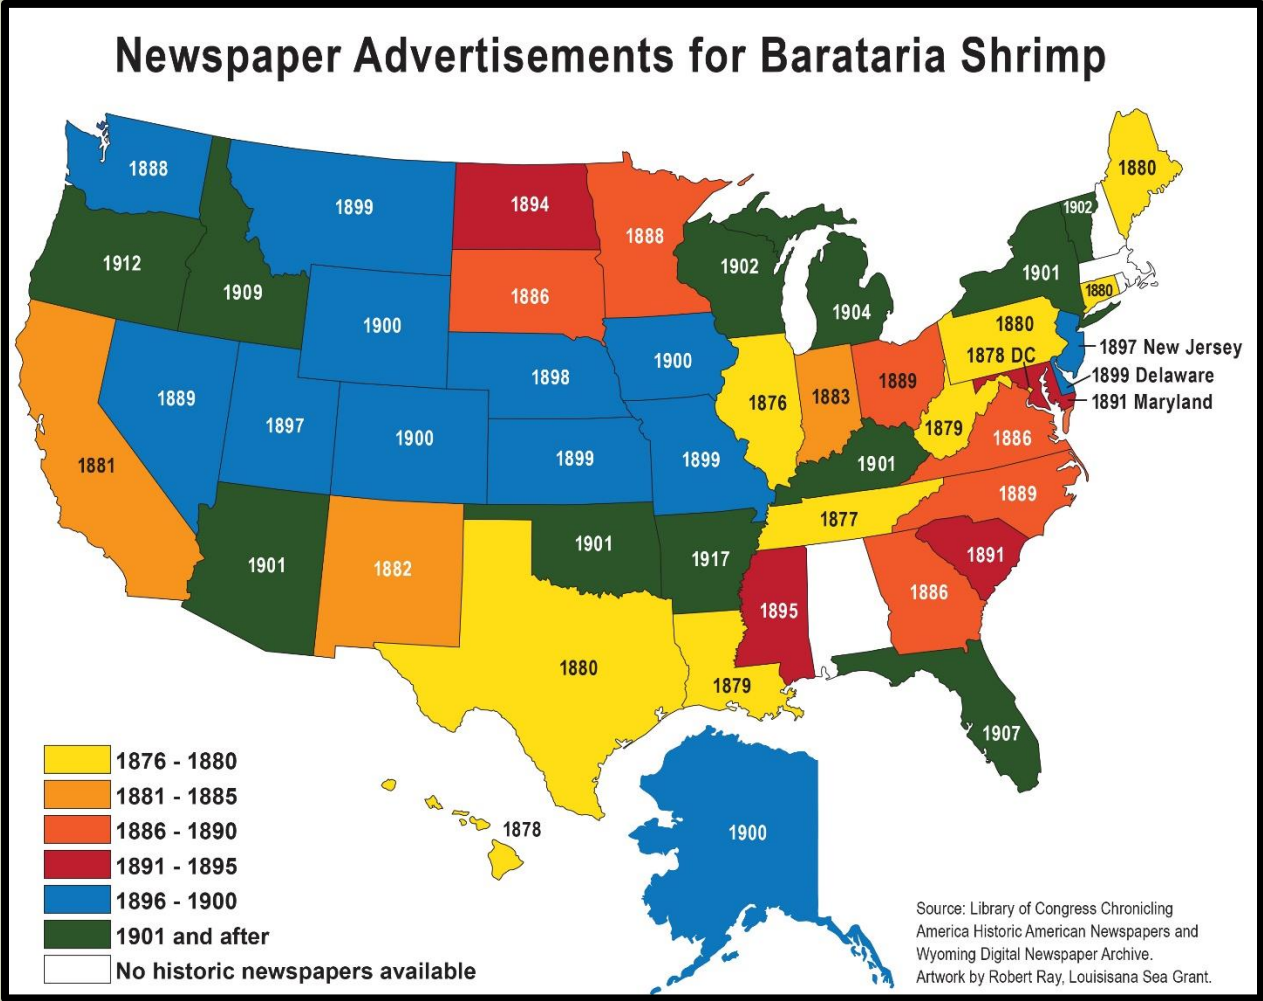 Newspaper Advertisements for Barataria Shrimp
1888
1899
1894
1888
1880
1902
1912
1909
1886
1902
1901
1904
1880
1900
1880
1878 DC
1897 New Jersey
1899 Delaware
1891 Maryland
1889
1898
1900
1876
1883
1889
1897
1900
1879
1886
1881
1899
1899
1901
1889
1877
1901
1882
1901
1917
1891
1895
1886
1880
1879
1907
1876 - 1880
1881 - 1885
1886 - 1890
1891 - 1895
1896 - 1900
1901 and after
No historic newspapers available
1878
1900
Source: Library of Congress Chronicling
America Historic American Newspapers and
Wyoming Digital Newspaper Archive.
Artwork by Robert Ray, Louisisana Sea Grant.